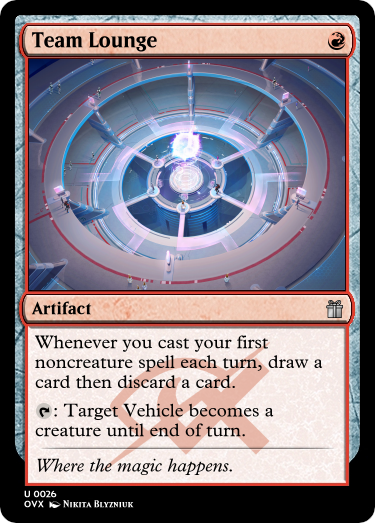 Team Lounge
Artifact
Whenever you cast your first
noncreature spell each turn, draw a
card then discard a card.
: Target Vehicle becomes a
creature until end of turn.
Where the magic happens.
U 0026
OVX Nikita Blyzniuk